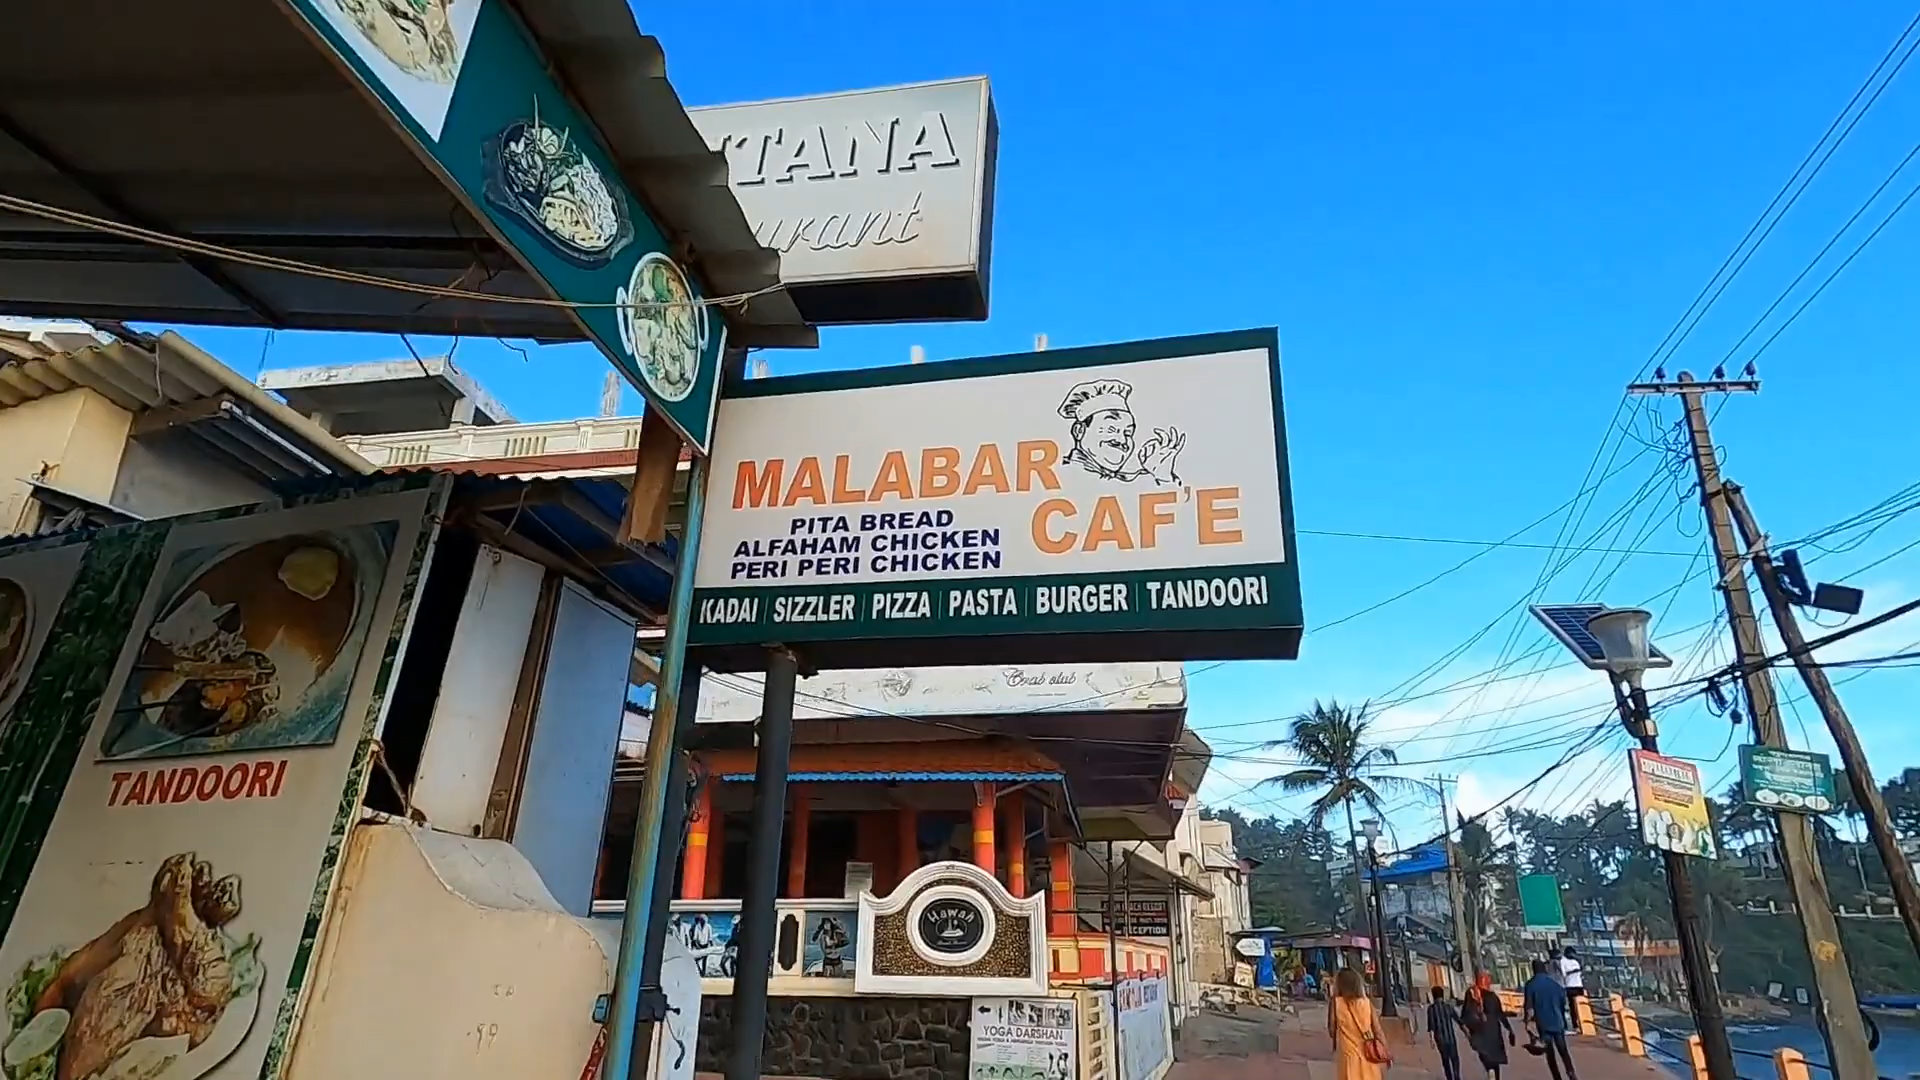 TANA
MALABAR
CAF'E
PITA BREAD
ALFAHAM CHICKEN
PERI PERI CHICKEN
KADAI | SIZZLER | PIZZA | PASTA | BURGER | TANDOORI
TANDOORI
Crab club
Hawah
YOGA DARSHAN
RECEPTION